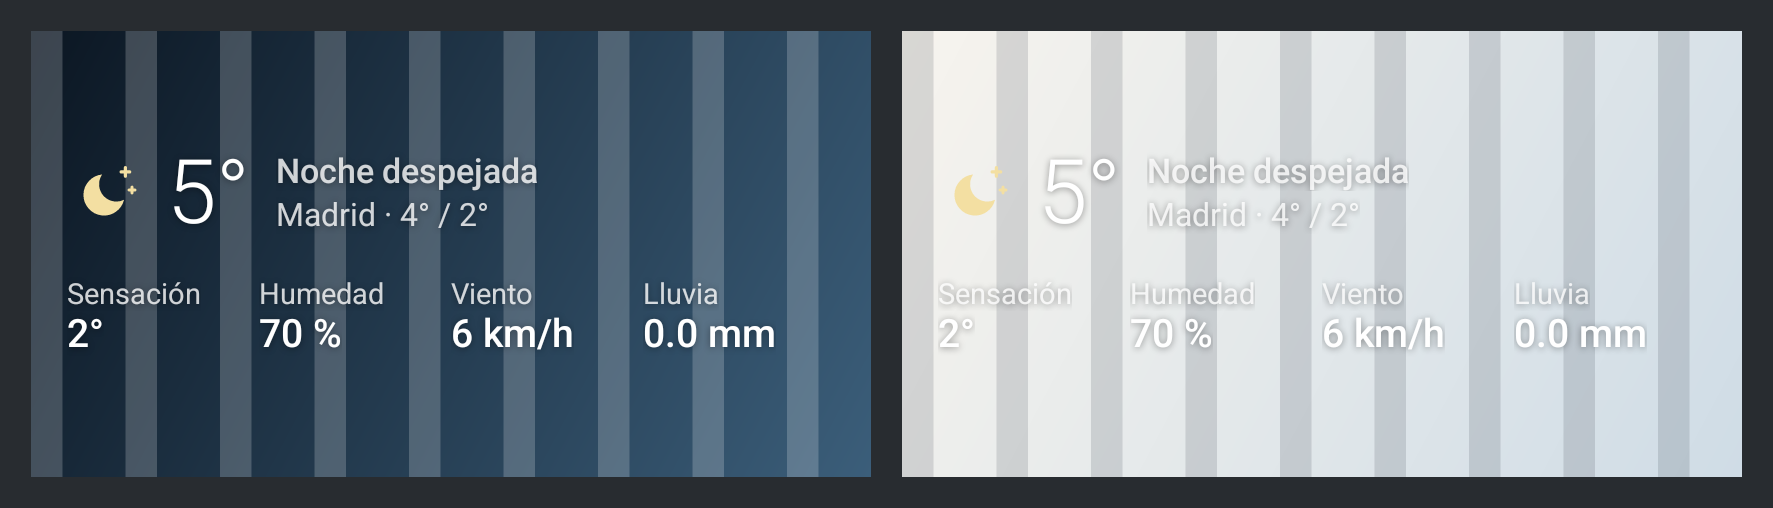 5°
Noche despejada
Madrid · 4° / 2°
Sensación
2°
Humedad
70 %
Viento
6 km/h
Lluvia
0.0 mm
5°
Noche despejada
Madrid · 4° / 2°
Sensación
2°
Humedad
70 %
Viento
6 km/h
Lluvia
0.0 mm